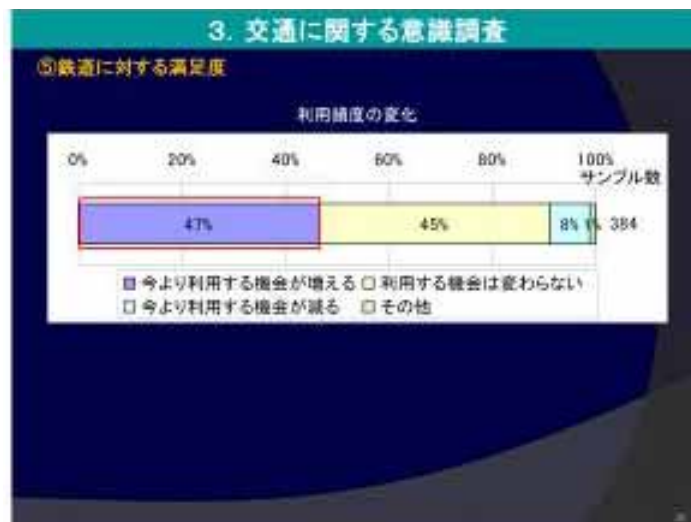 3. 交通に関する意識調査
⑤鉄道に対する満足度
利用頻度の変化
0% 20% 40% 60% 80% 100%
サンプル数
47% 45% 8% 1% 384
今より利用する機会が増える 利用する機会は変わらない
今より利用する機会が減る その他